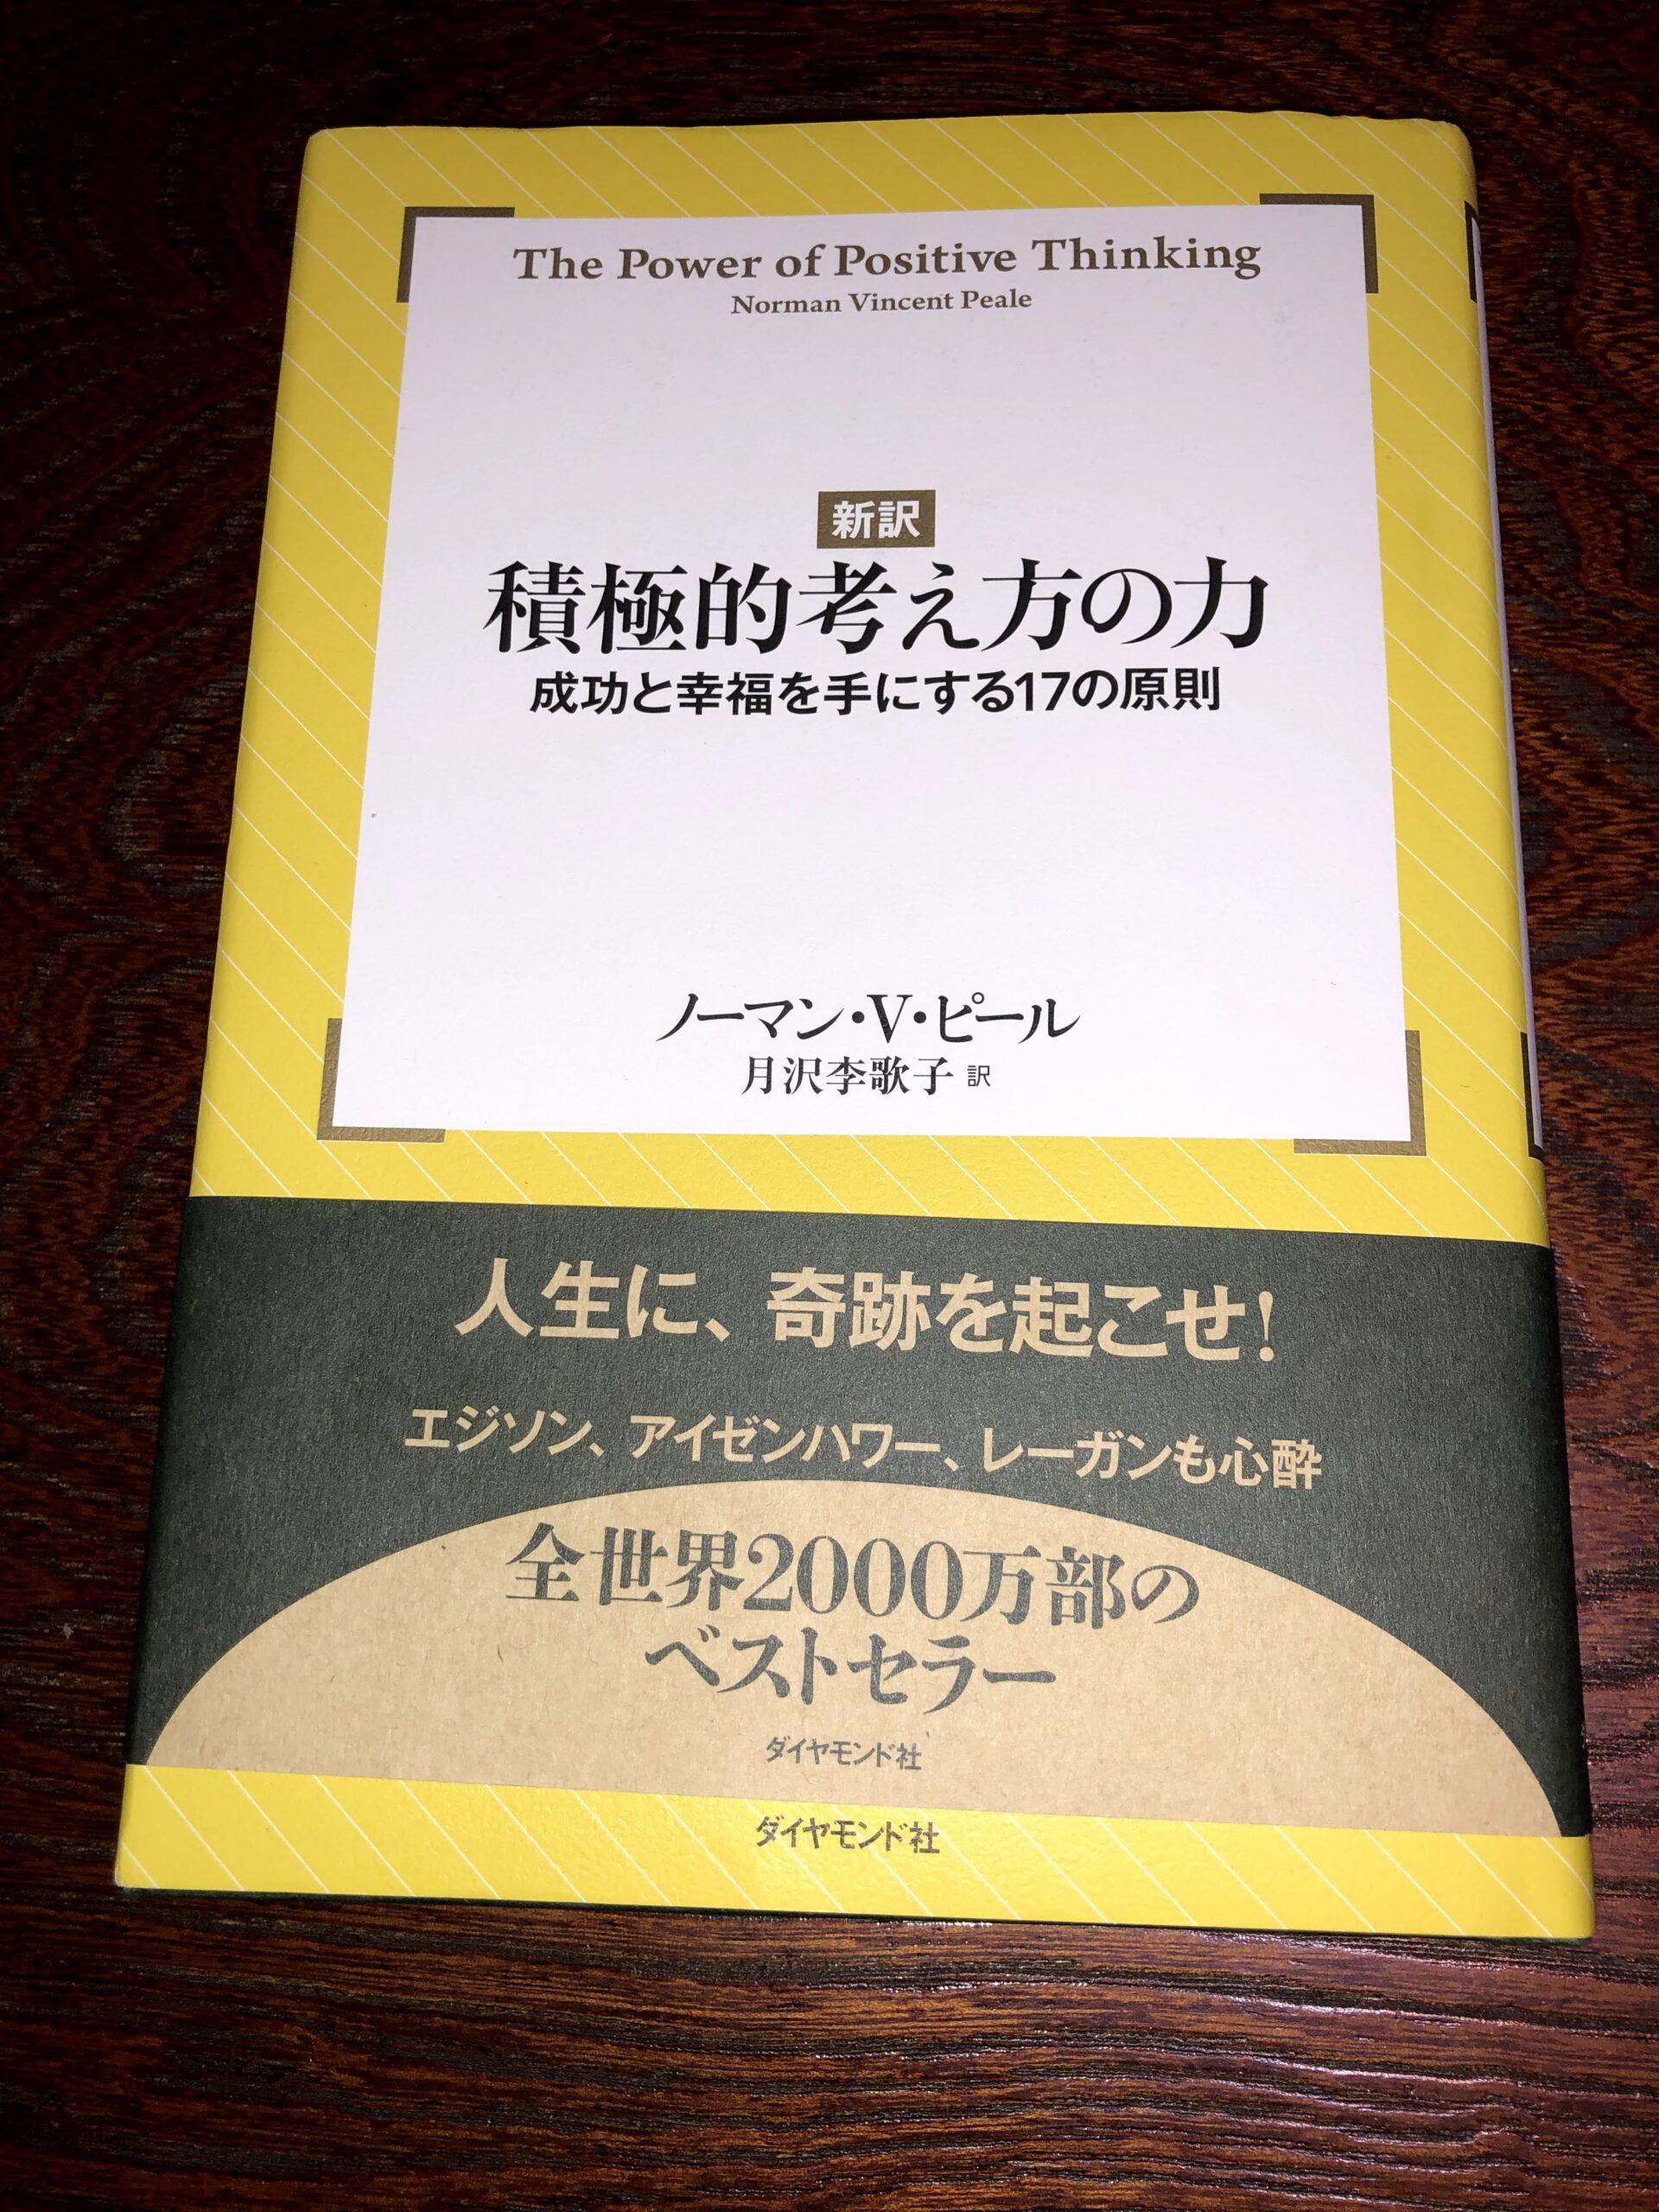 The Power of Positive Thinking
Norman Vincent Peale
新訳
積極的考え方の力
成功と幸福を手にする17の原則
ノーマン・V・ピール
月沢李歌子 訳
人生に、奇跡を起こせ!
エジソン、アイゼンハワー、レーガンも心酔
全世界2000万部の
ベストセラー
ダイヤモンド社
ダイヤモンド社